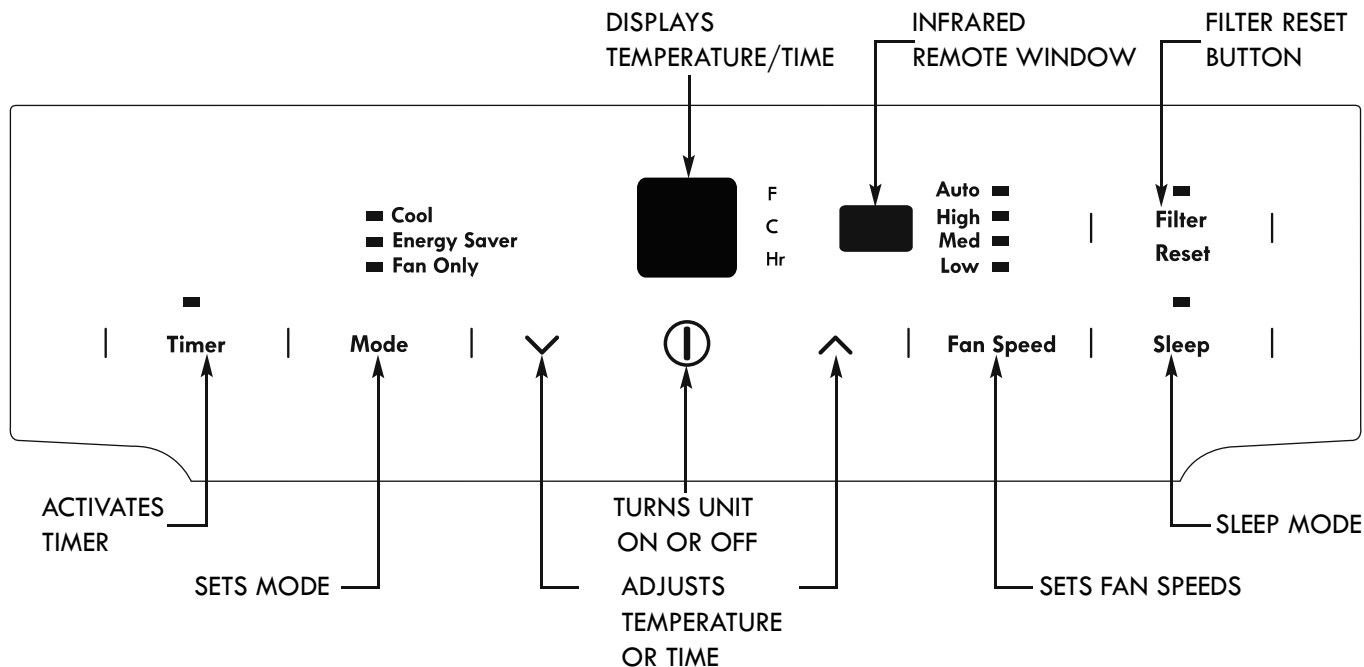 DISPLAYS
TEMPERATURE/TIME
INFRARED
REMOTE WINDOW
FILTER RESET
BUTTON
Cool
Energy Saver
Fan Only
F
C
Hr
Auto
High
Med
Low
Filter
Reset
Timer
Mode
Fan Speed
Sleep
ACTIVATES
TIMER
SETS MODE
TURNS UNIT
ON OR OFF
ADJUSTS
TEMPERATURE
OR TIME
SETS FAN SPEEDS
SLEEP MODE